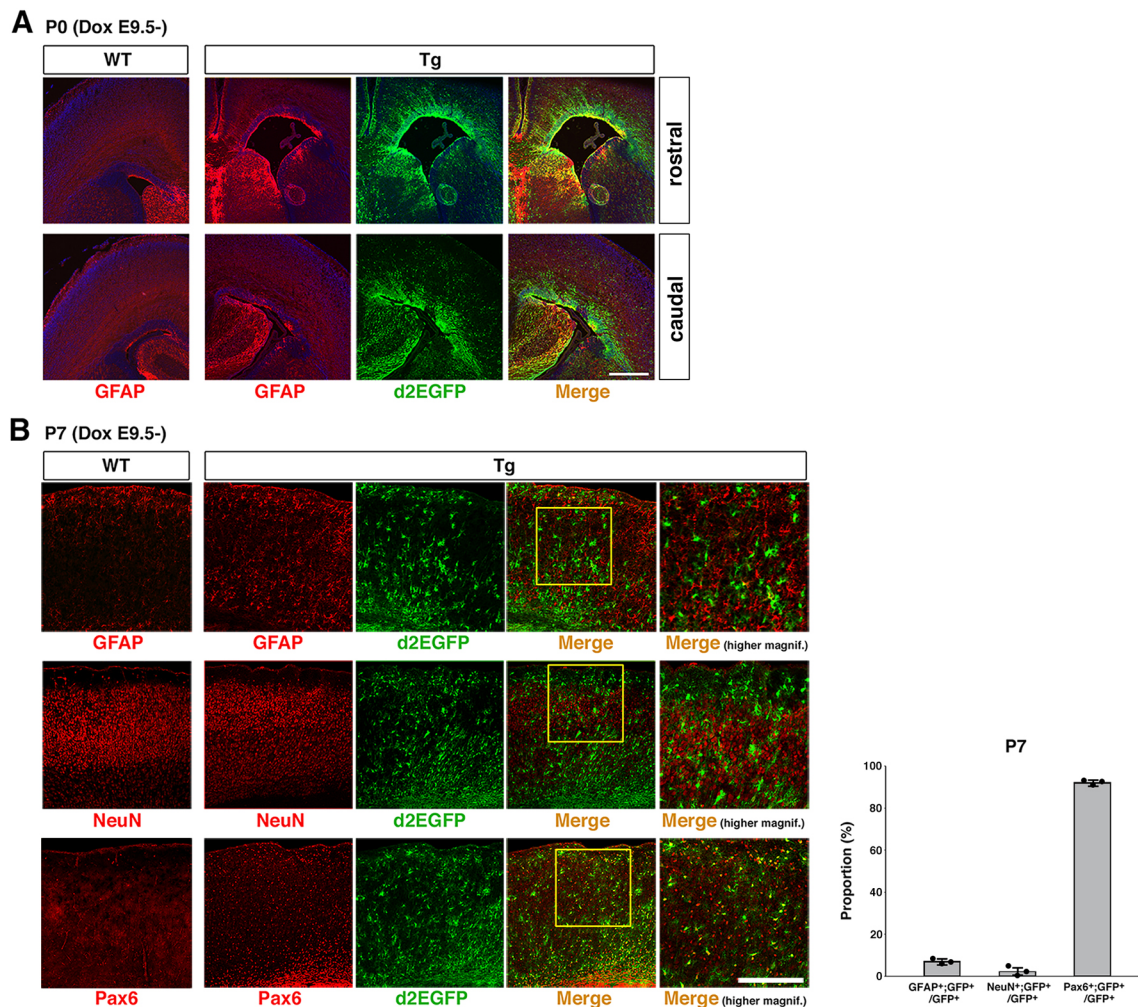 A P0 (Dox E9.5-)
WT Tg
rostral
caudal
GFAP GFAP d2EGFP Merge
B P7 (Dox E9.5-)
WT Tg
GFAP GFAP d2EGFP Merge Merge (higher magnif.)
NeuN NeuN d2EGFP Merge Merge (higher magnif.)
Pax6 Pax6 d2EGFP Merge Merge (higher magnif.)
P7
Proportion (%)
100
80
60
40
20
0
GFAP+;GFP+ NeuN+;GFP+ Pax6+;GFP+
/GFP+ /GFP+ /GFP+